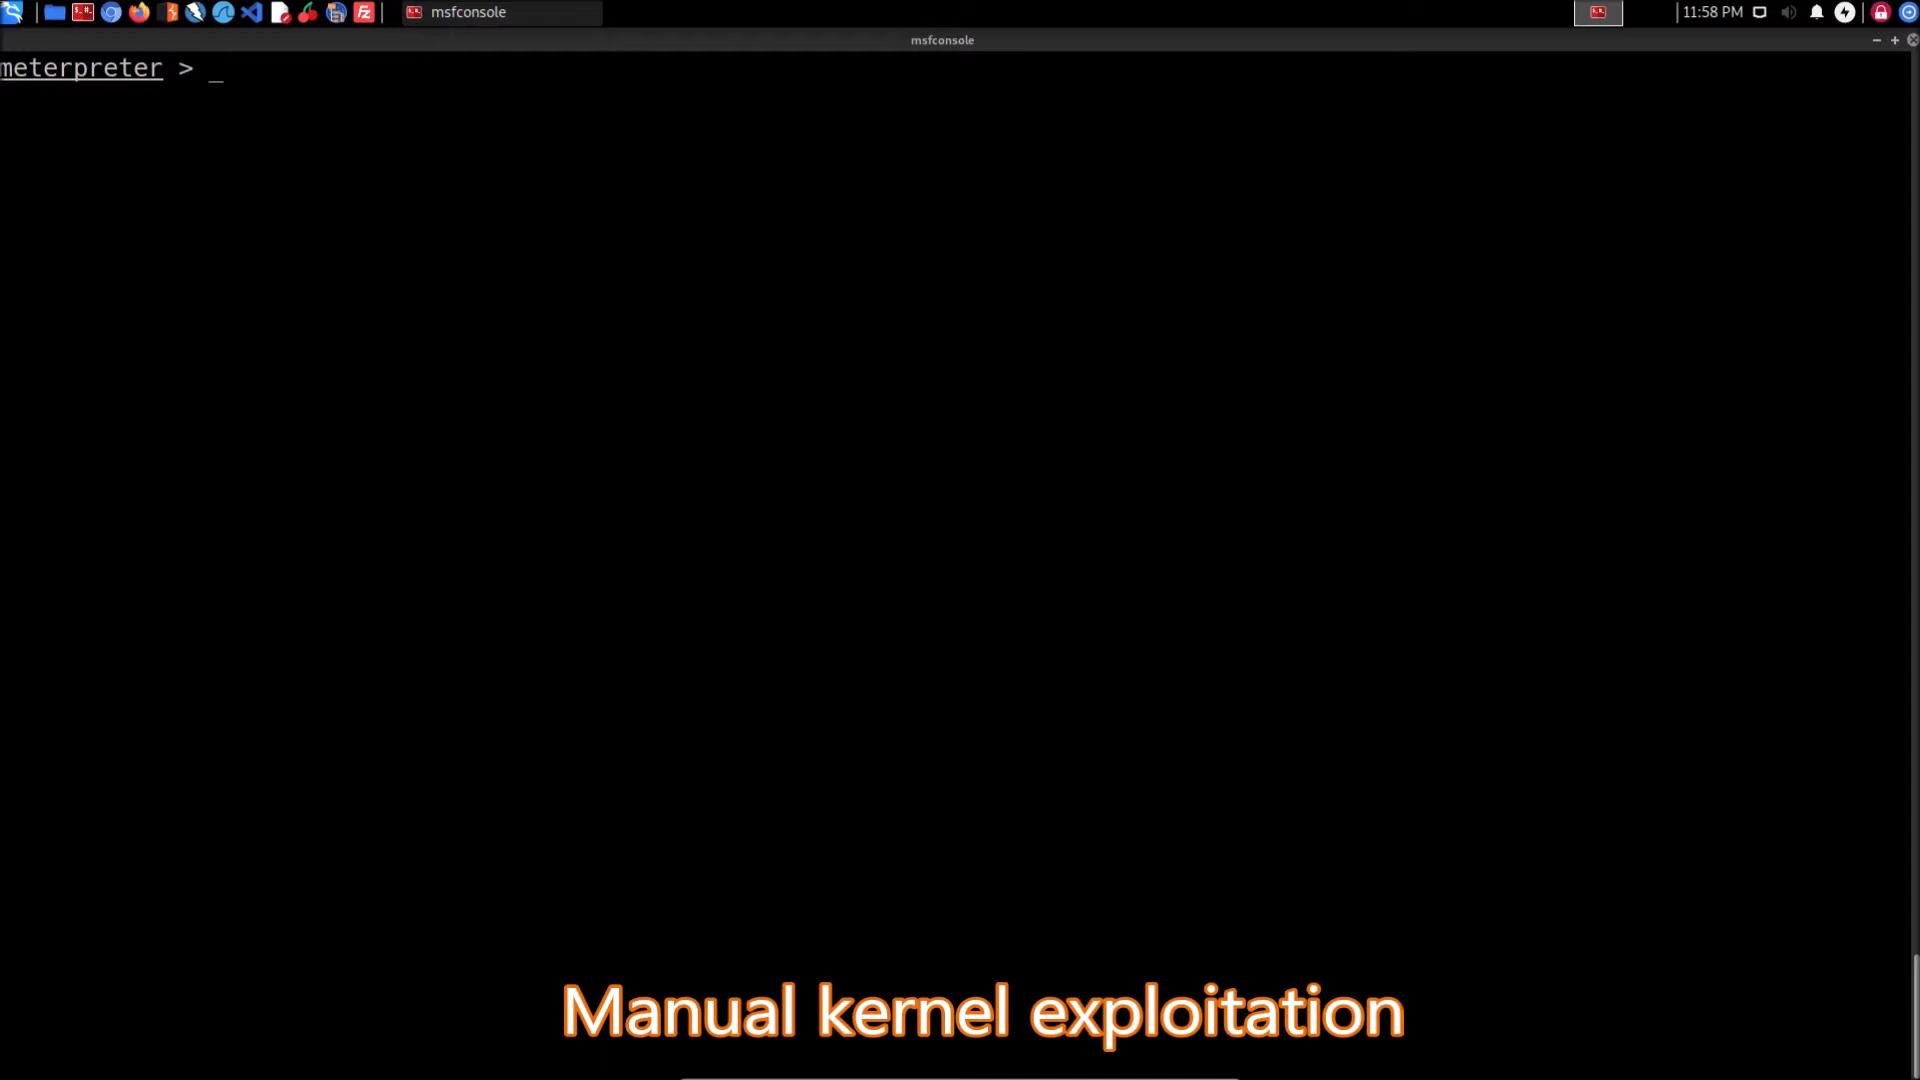 msfconsole
11:58 PM
msfconsole
meterpreter > _
Manual kernel exploitation